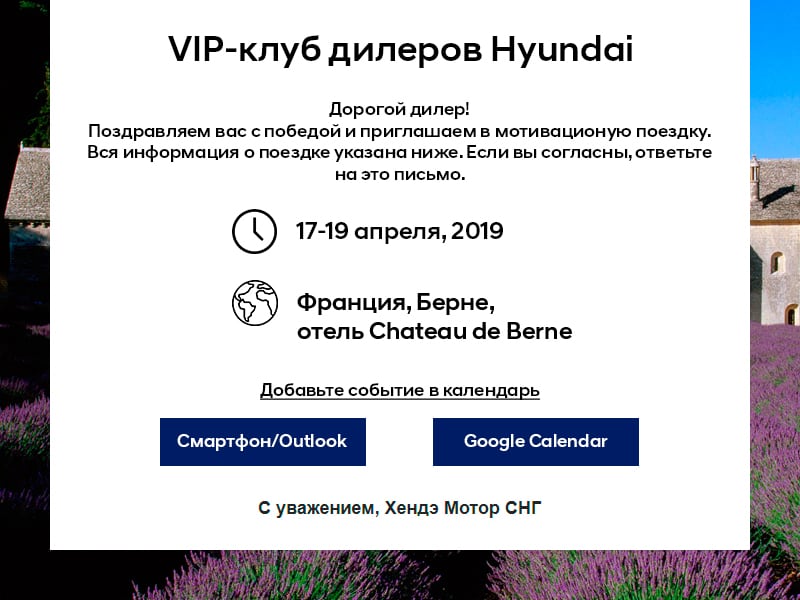 VIP-клуб дилеров Hyundai
Дорогой дилер!
Поздравляем вас с победой и приглашаем в мотивационую поездку.
Вся информация о поездке указана ниже. Если вы согласны, ответьте
на это письмо.
17-19 апреля, 2019
Франция, Берне,
отель Chateau de Berne
Добавьте событие в календарь
Смартфон/Outlook
Google Calendar
С уважением, Хендэ Мотор СНГ